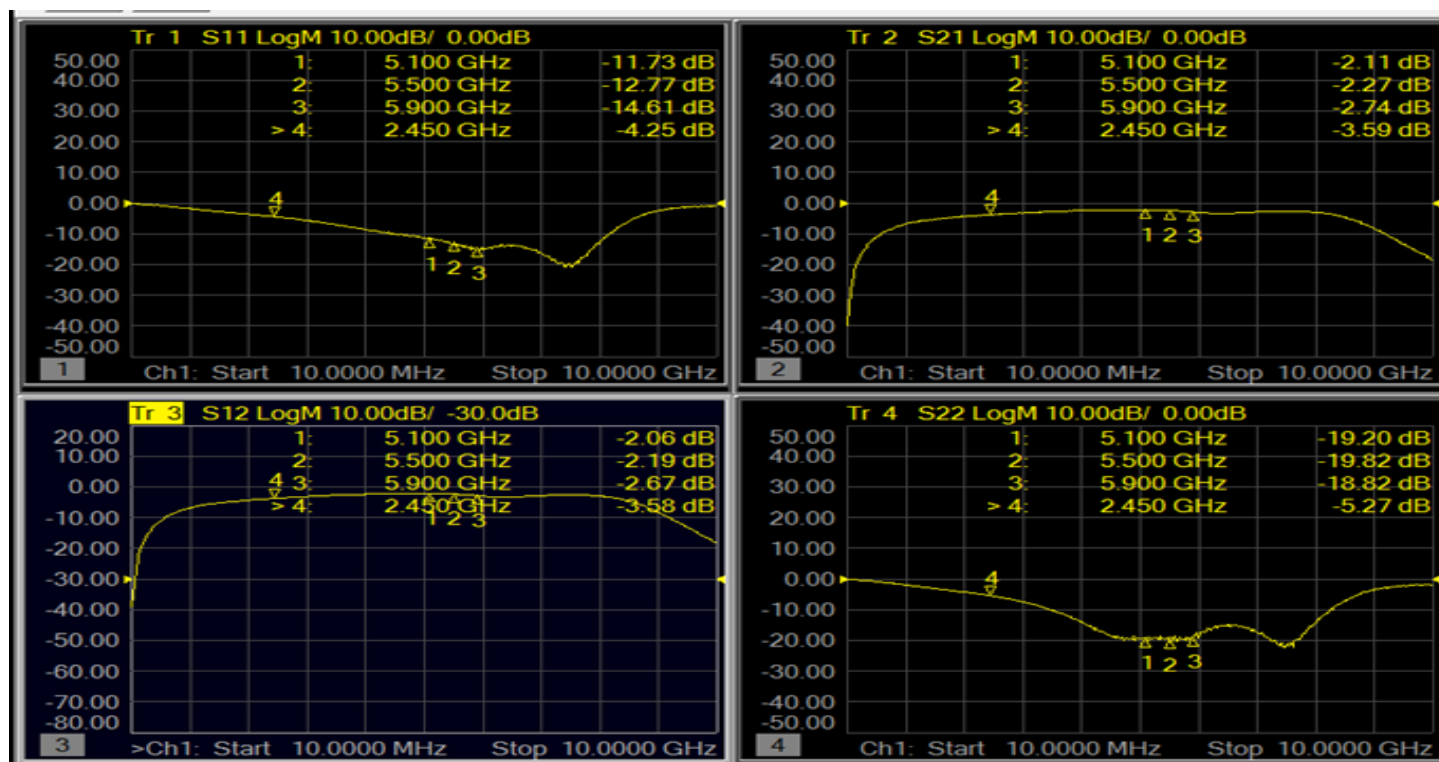 Tr 1 S11 LogM 10.00dB/ 0.00dB
1: 5.100 GHz -11.73 dB
2: 5.500 GHz -12.77 dB
3: 5.900 GHz -14.61 dB
> 4: 2.450 GHz -4.25 dB
50.00
40.00
30.00
20.00
10.00
0.00
-10.00
-20.00
-30.00
-40.00
-50.00
4
1 2 3
1
Ch1: Start 10.0000 MHz Stop 10.0000 GHz
Tr 2 S21 LogM 10.00dB/ 0.00dB
1: 5.100 GHz -2.11 dB
2: 5.500 GHz -2.27 dB
3: 5.900 GHz -2.74 dB
> 4: 2.450 GHz -3.59 dB
50.00
40.00
30.00
20.00
10.00
0.00
-10.00
-20.00
-30.00
-40.00
-50.00
4
1 2 3
2
Ch1: Start 10.0000 MHz Stop 10.0000 GHz
Tr 3 S12 LogM 10.00dB/ -30.0dB
1: 5.100 GHz -2.06 dB
2: 5.500 GHz -2.19 dB
3: 5.900 GHz -2.67 dB
> 4: 2.450 GHz -3.58 dB
20.00
10.00
0.00
-10.00
-20.00
-30.00
-40.00
-50.00
-60.00
-70.00
-80.00
4
1 2 3
3
>Ch1: Start 10.0000 MHz Stop 10.0000 GHz
Tr 4 S22 LogM 10.00dB/ 0.00dB
1: 5.100 GHz -19.20 dB
2: 5.500 GHz -19.82 dB
3: 5.900 GHz -18.82 dB
> 4: 2.450 GHz -5.27 dB
50.00
40.00
30.00
20.00
10.00
0.00
-10.00
-20.00
-30.00
-40.00
-50.00
4
1 2 3
4
Ch1: Start 10.0000 MHz Stop 10.0000 GHz